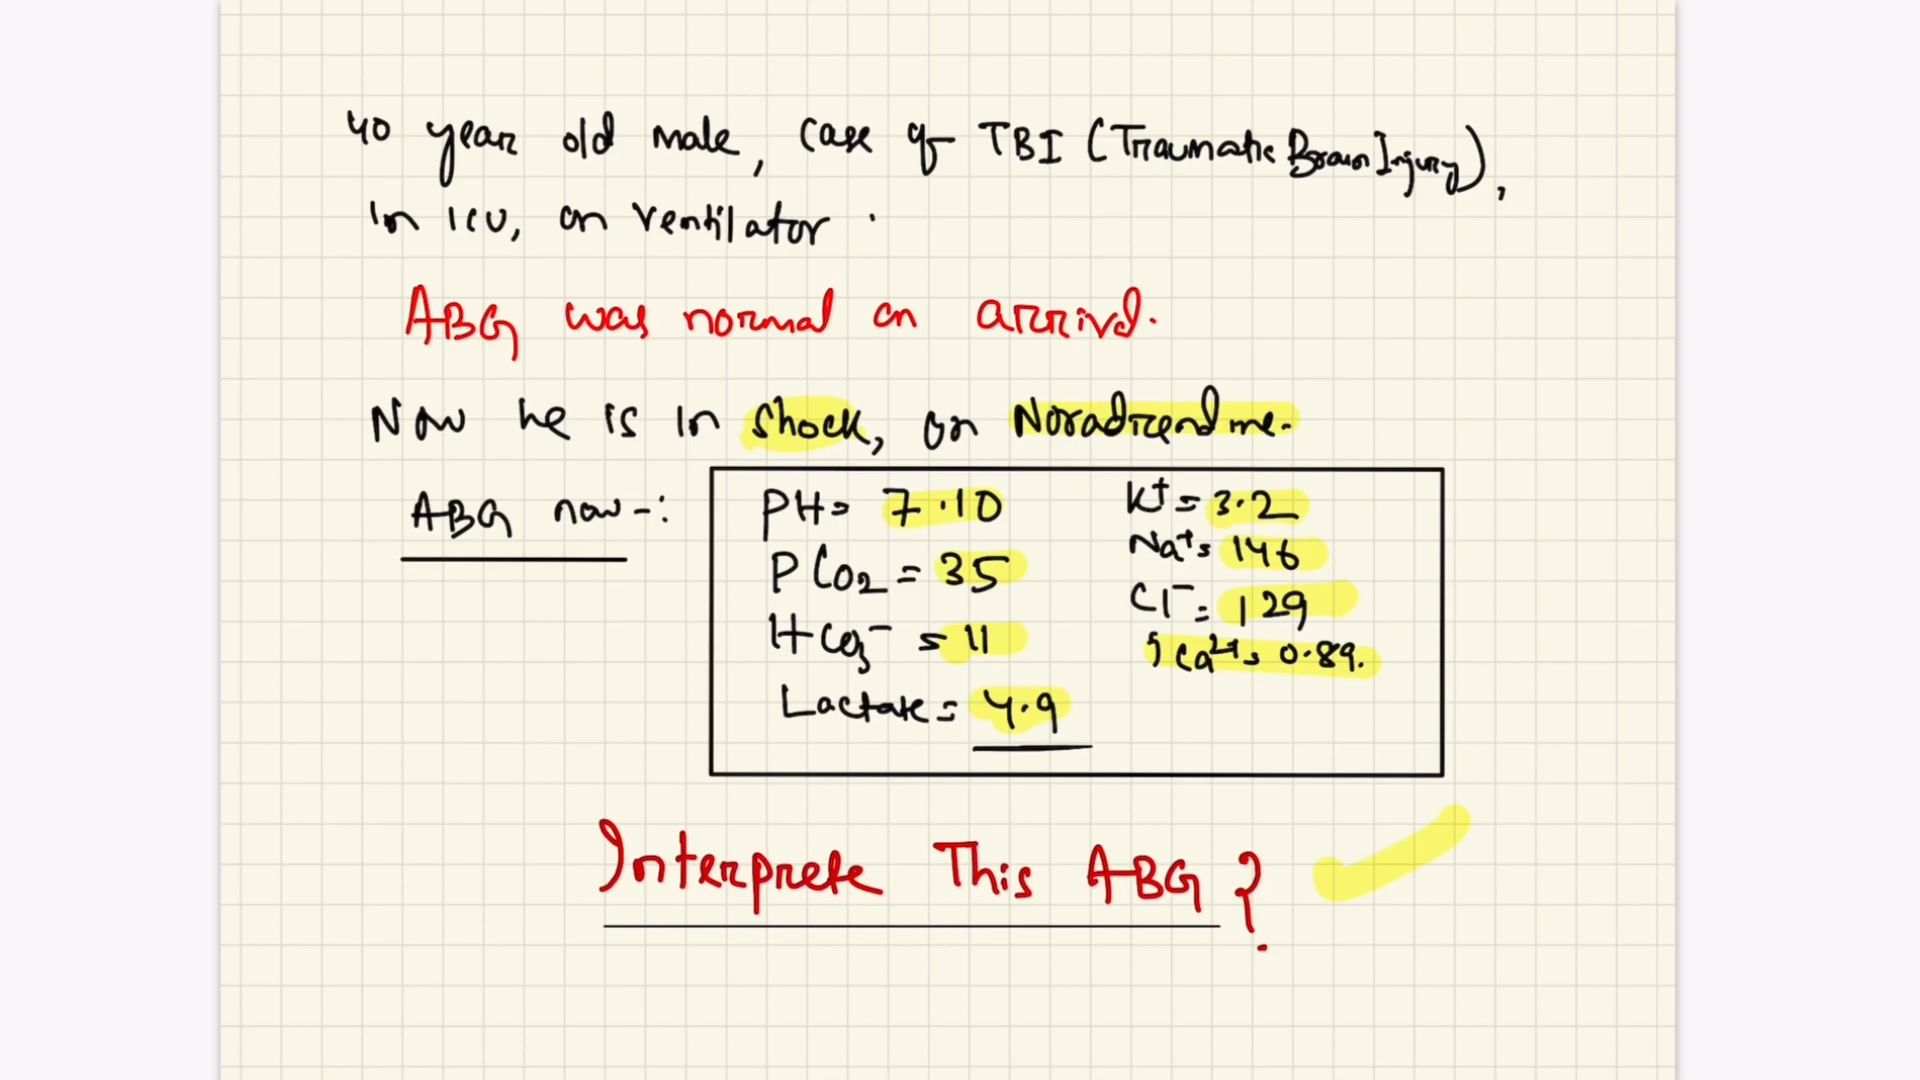 40 year old male, case of TBI (Traumatic Brain Injury),
In ICU, on Ventilator.
ABG was normal on arrival.
Now he is in shock, on Noradrenaline.
ABG now -:
PH = 7.10
PCO2 = 35
HCO3- = 11
Lactate = 4.9
K+ = 3.2
Na+ = 146
Cl- = 129
iCa2+ = 0.89.
Interprete This ABG ?